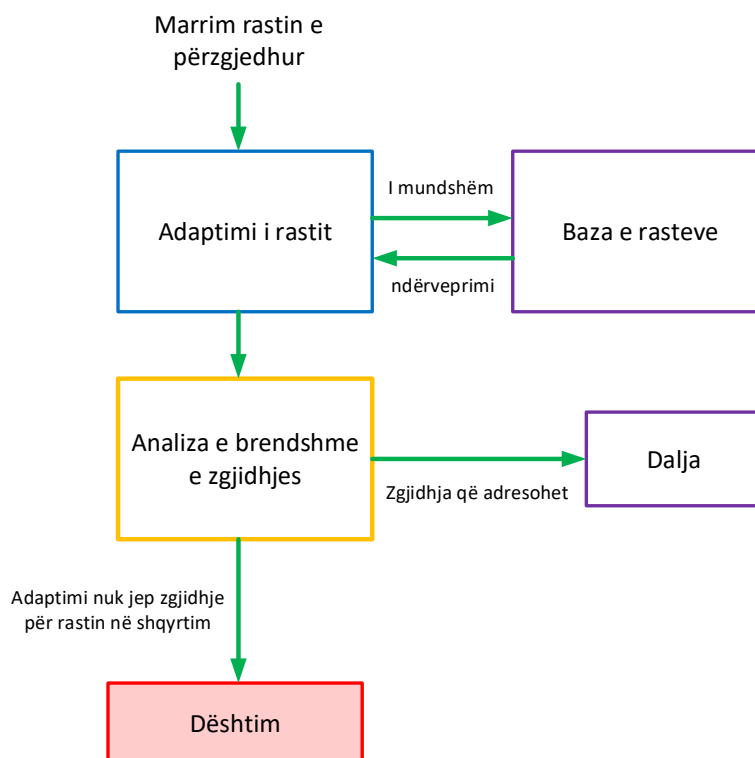 Marrim rastin e
përzgjedhur
Adaptimi i rastit
I mundshëm
Baza e rasteve
ndërveprimi
Analiza e brendshme
e zgjidhjes
Dalja
Zgjidhja që adresohet
Adaptimi nuk jep zgjidhje
për rastin në shqyrtim
Dështim